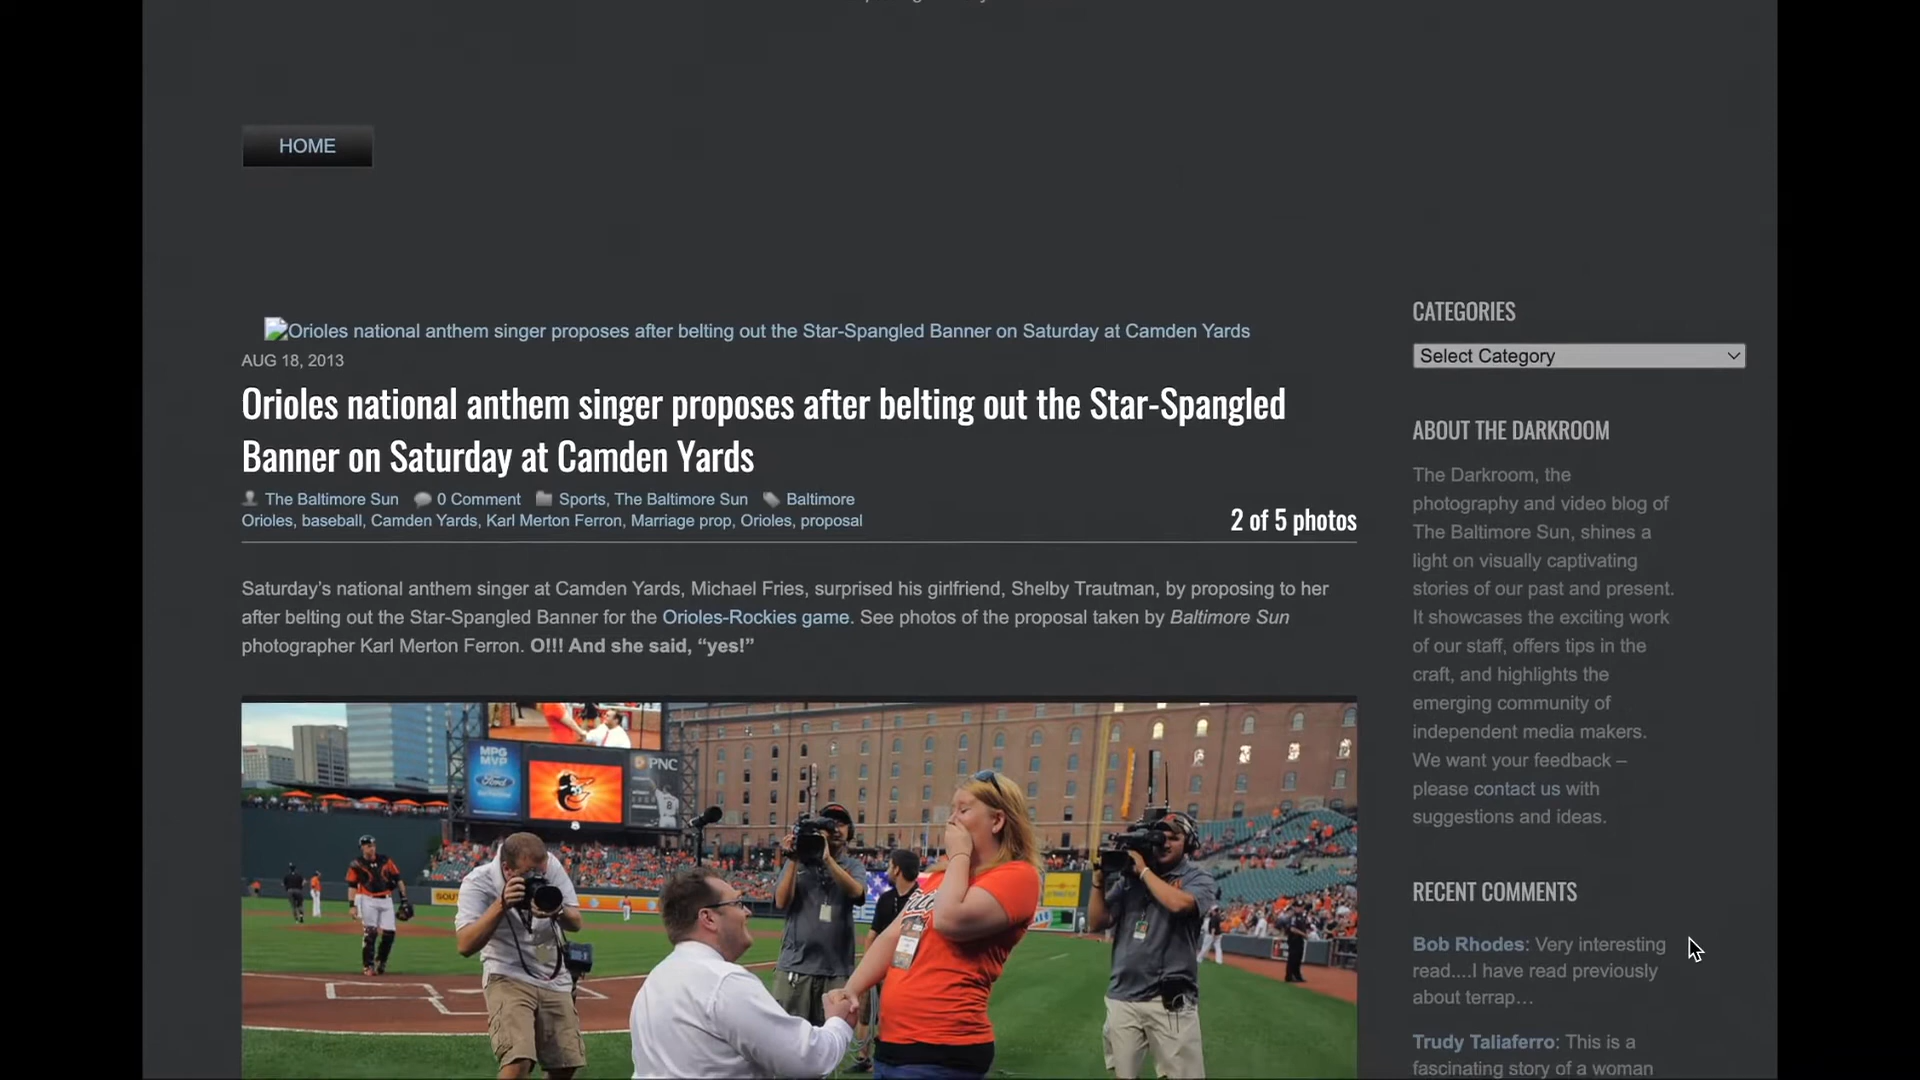 HOME
Orioles national anthem singer proposes after belting out the Star-Spangled Banner on Saturday at Camden Yards
AUG 18, 2013
Orioles national anthem singer proposes after belting out the Star-Spangled
Banner on Saturday at Camden Yards
The Baltimore Sun 0 Comment Sports, The Baltimore Sun Baltimore
Orioles, baseball, Camden Yards, Karl Merton Ferron, Marriage prop, Orioles, proposal
2 of 5 photos
Saturday’s national anthem singer at Camden Yards, Michael Fries, surprised his girlfriend, Shelby Trautman, by proposing to her
after belting out the Star-Spangled Banner for the Orioles-Rockies game. See photos of the proposal taken by Baltimore Sun
photographer Karl Merton Ferron. O!!! And she said, “yes!”
MPG
MVP
Ford
PNC
CATEGORIES
Select Category
ABOUT THE DARKROOM
The Darkroom, the
photography and video blog of
The Baltimore Sun, shines a
light on visually captivating
stories of our past and present.
It showcases the exciting work
of our staff, offers tips in the
craft, and highlights the
emerging community of
independent media makers.
We want your feedback –
please contact us with
suggestions and ideas.
RECENT COMMENTS
Bob Rhodes: Very interesting
read....I have read previously
about terrap…
Trudy Taliaferro: This is a
fascinating story of a woman